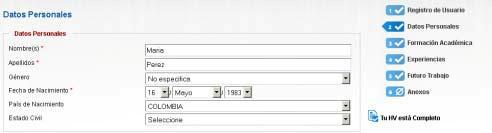 Datos Personales
Datos Personales
Nombre(s) * Maria
Apellidos * Perez
Género No especifica
Fecha de Nacimiento * 16 / Mayo / 1983
País de Nacimiento COLOMBIA
Estado Civil Seleccione
1 Registro de Usuario
2 Datos Personales
3 Formación Académica
4 Experiencias
5 Futuro Trabajo
6 Anexos
Tu HV está Completo